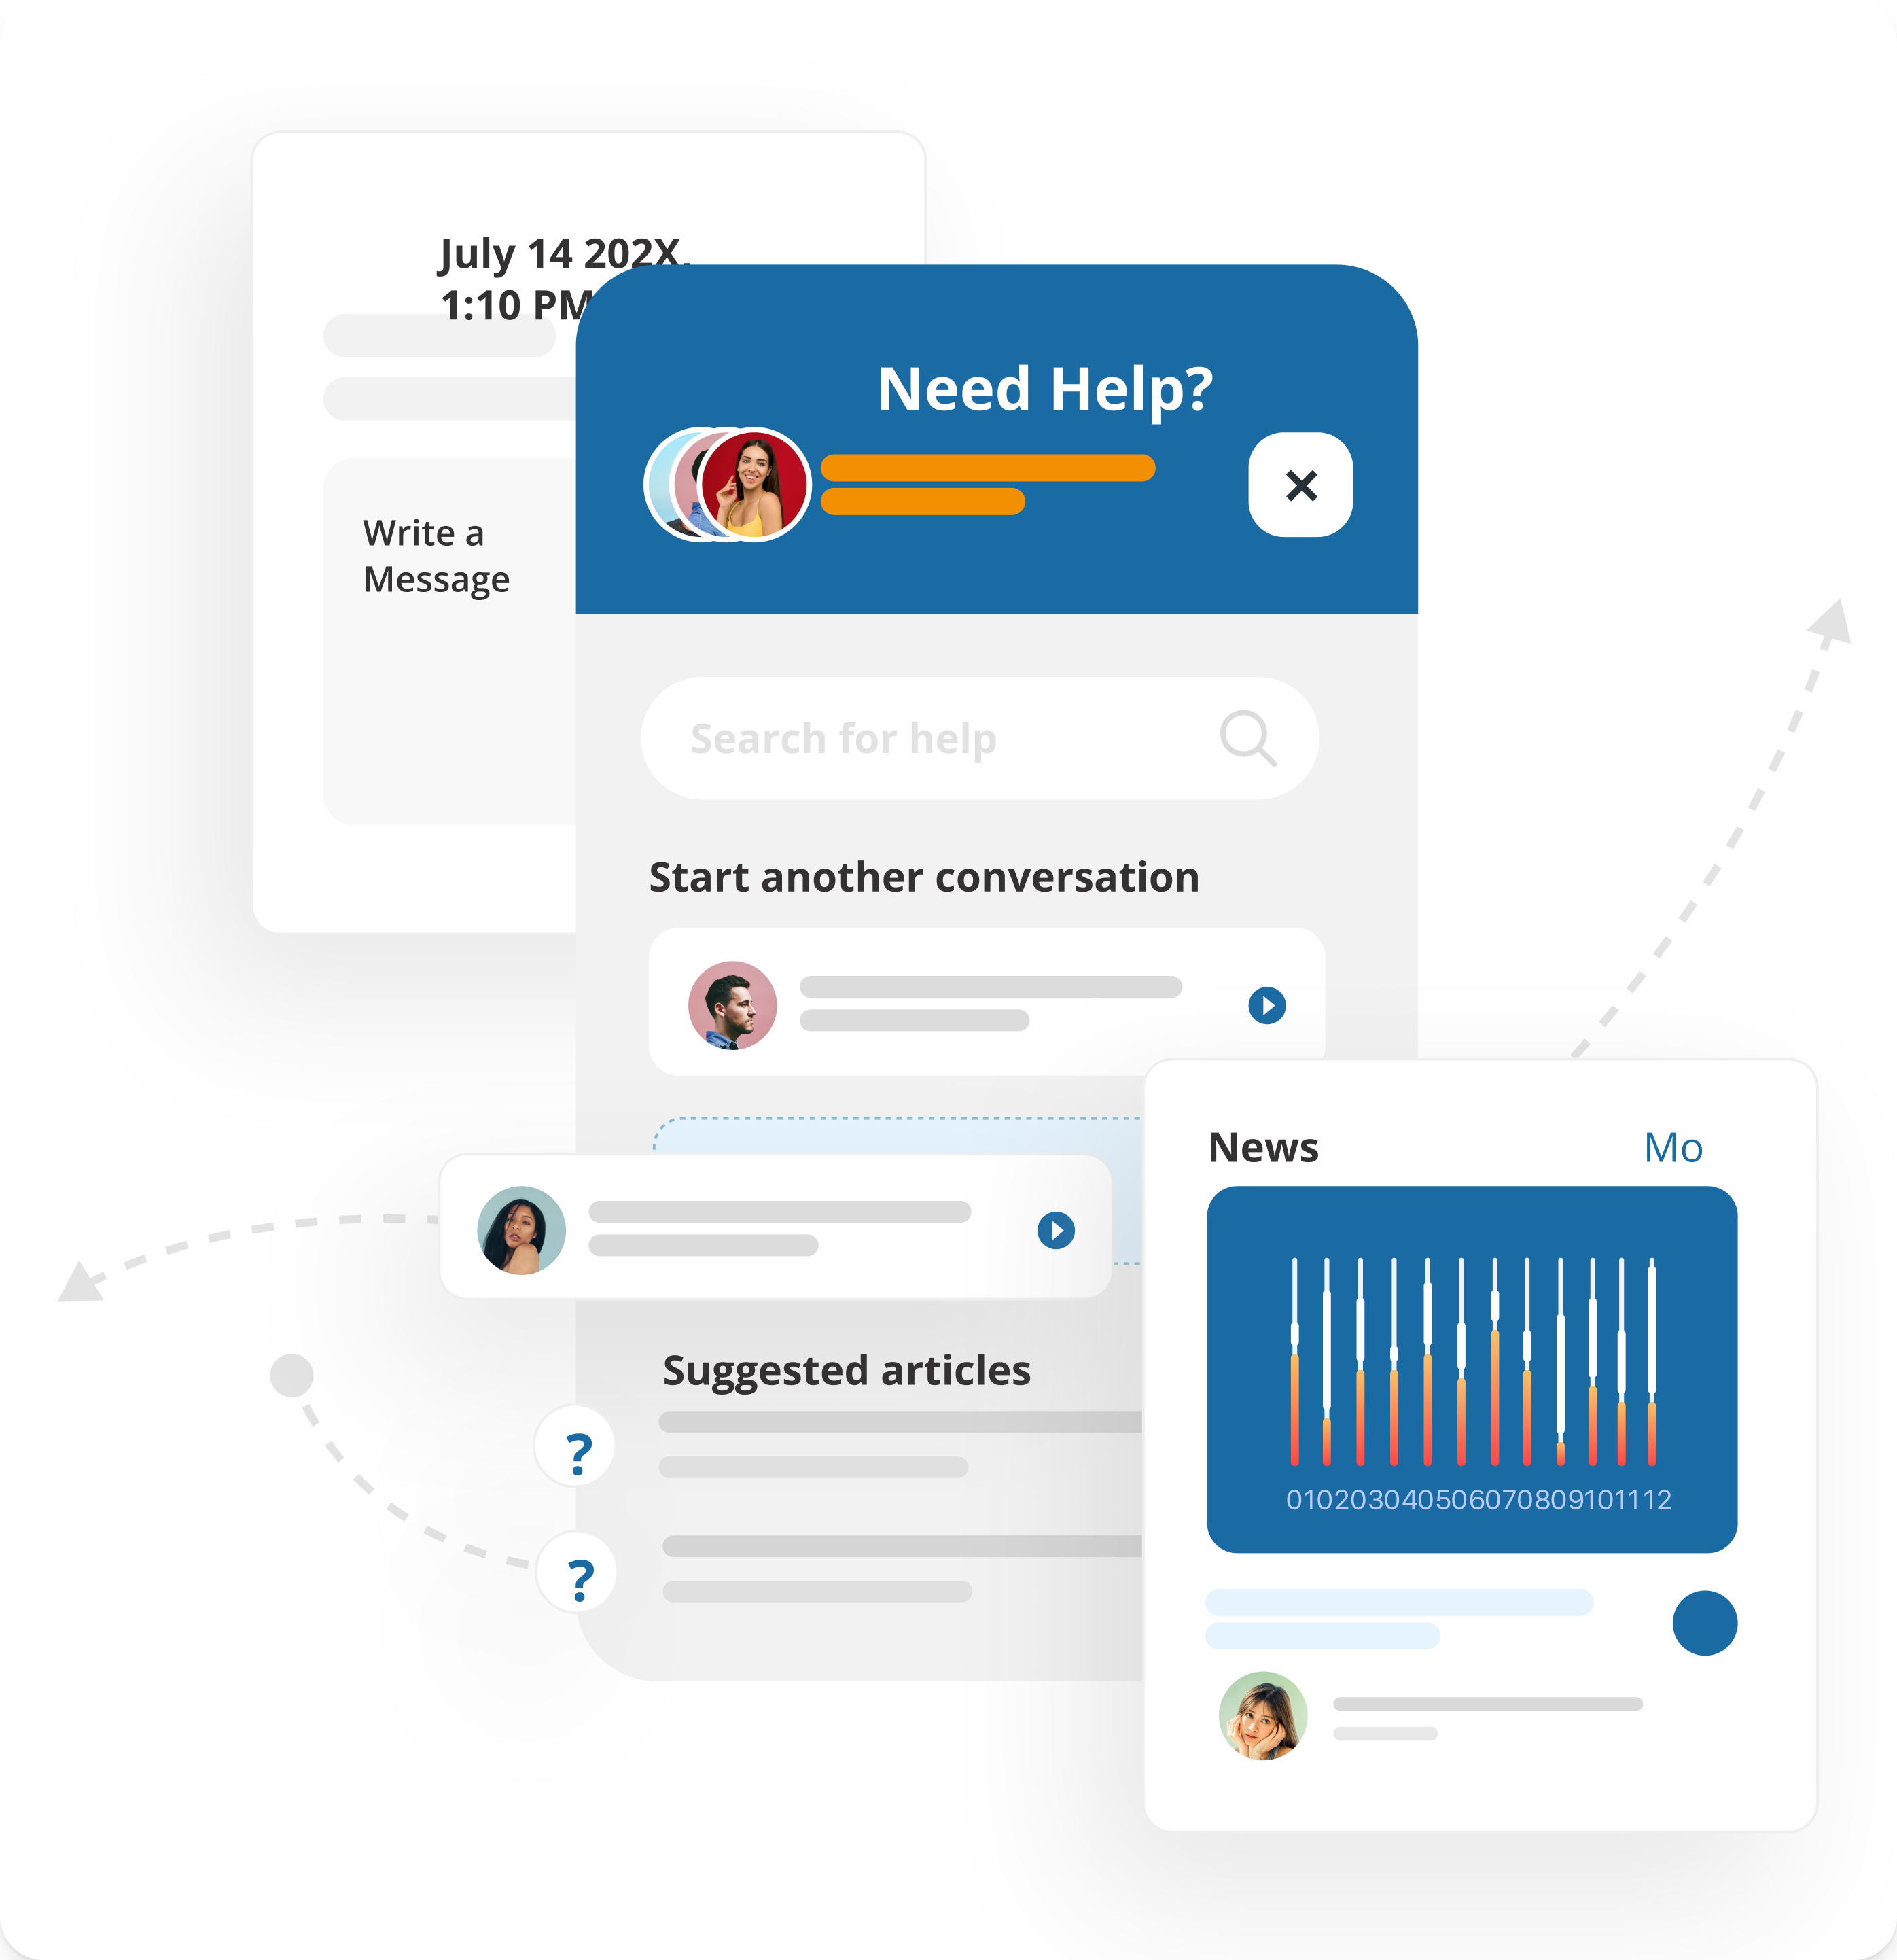 July 14 202X,
1:10 PM
Need Help?
Write a
Message
Search for help
Start another conversation
News
Mo
Suggested articles
?
?
010203040506070809101112